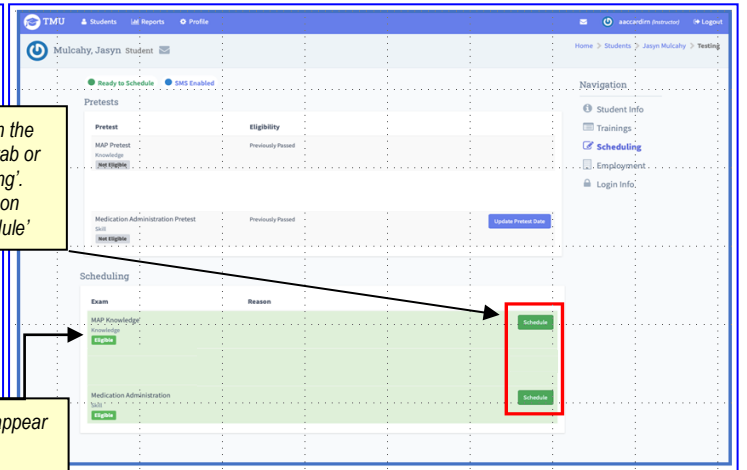 TMU Students Reports Profile aaccardim (Instructor) Logout
Mulcahy, Jasyn Student Home > Students > Jasyn Mulcahy > Testing
Ready to Schedule SMS Enabled
Pretests
Pretest Eligibility
MAP Pretest Previously Passed
Knowledge
Not Eligible
Medication Administration Pretest Previously Passed Update Pretest Date
Skill
Not Eligible
Navigation
Student Info
Trainings
Scheduling
Employment
Login Info
the
tab or
ng’.
on
ule’
Scheduling
Exam Reason
MAP Knowledge Schedule
Knowledge
Eligible
Medication Administration Schedule
Skill
Eligible
appear